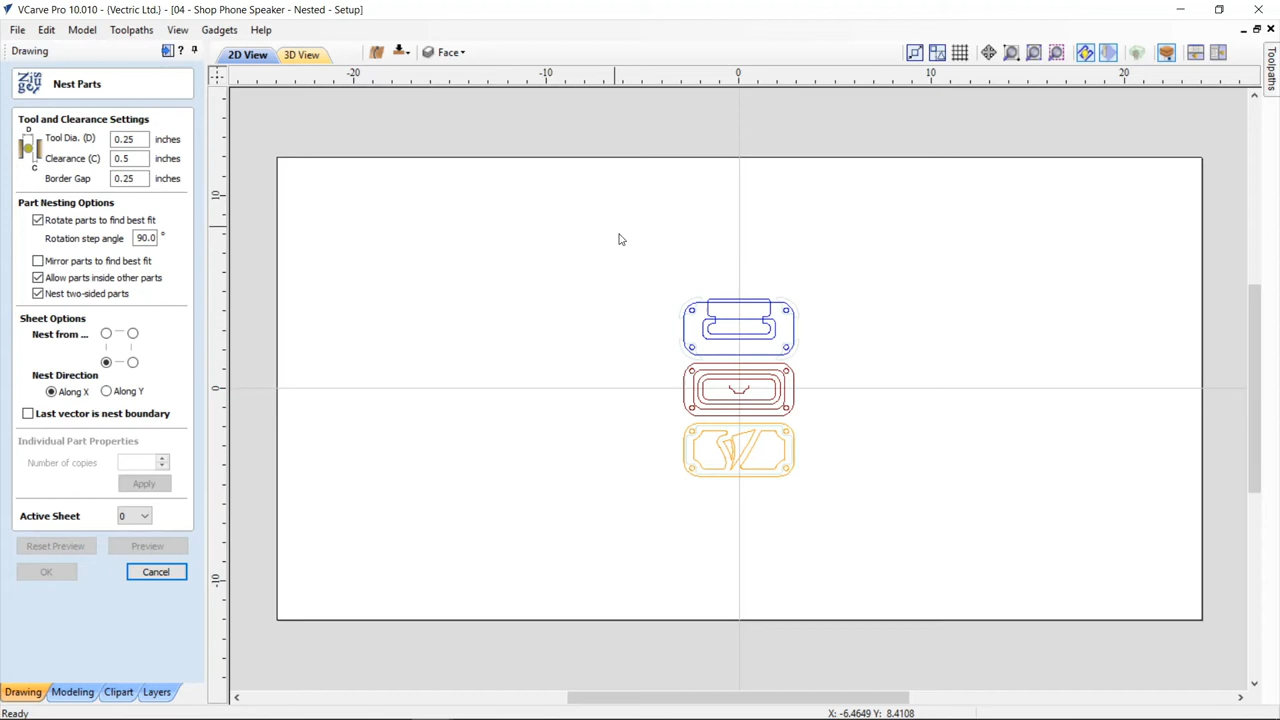 VCarve Pro 10.010 - {Vectric Ltd.} - [04 - Shop Phone Speaker - Nested - Setup]
File Edit Model Toolpaths View Gadgets Help
Drawing
2D View 3D View Face
Nest Parts
-20 -10 0 10 20
Tool and Clearance Settings
D
Tool Dia. (D) 0.25 inches
Clearance (C) 0.5 inches
C
Border Gap 0.25 inches
Part Nesting Options
Rotate parts to find best fit
Rotation step angle 90.0 °
Mirror parts to find best fit
Allow parts inside other parts
Nest two-sided parts
Sheet Options
Nest from ...
Nest Direction
Along X Along Y
Last vector is nest boundary
Individual Part Properties
Number of copies
Apply
Active Sheet 0
Reset Preview Preview
OK Cancel
10
0
-10
Toolpaths
Drawing Modeling Clipart Layers
Ready X: -6.4649 Y: 8.4108